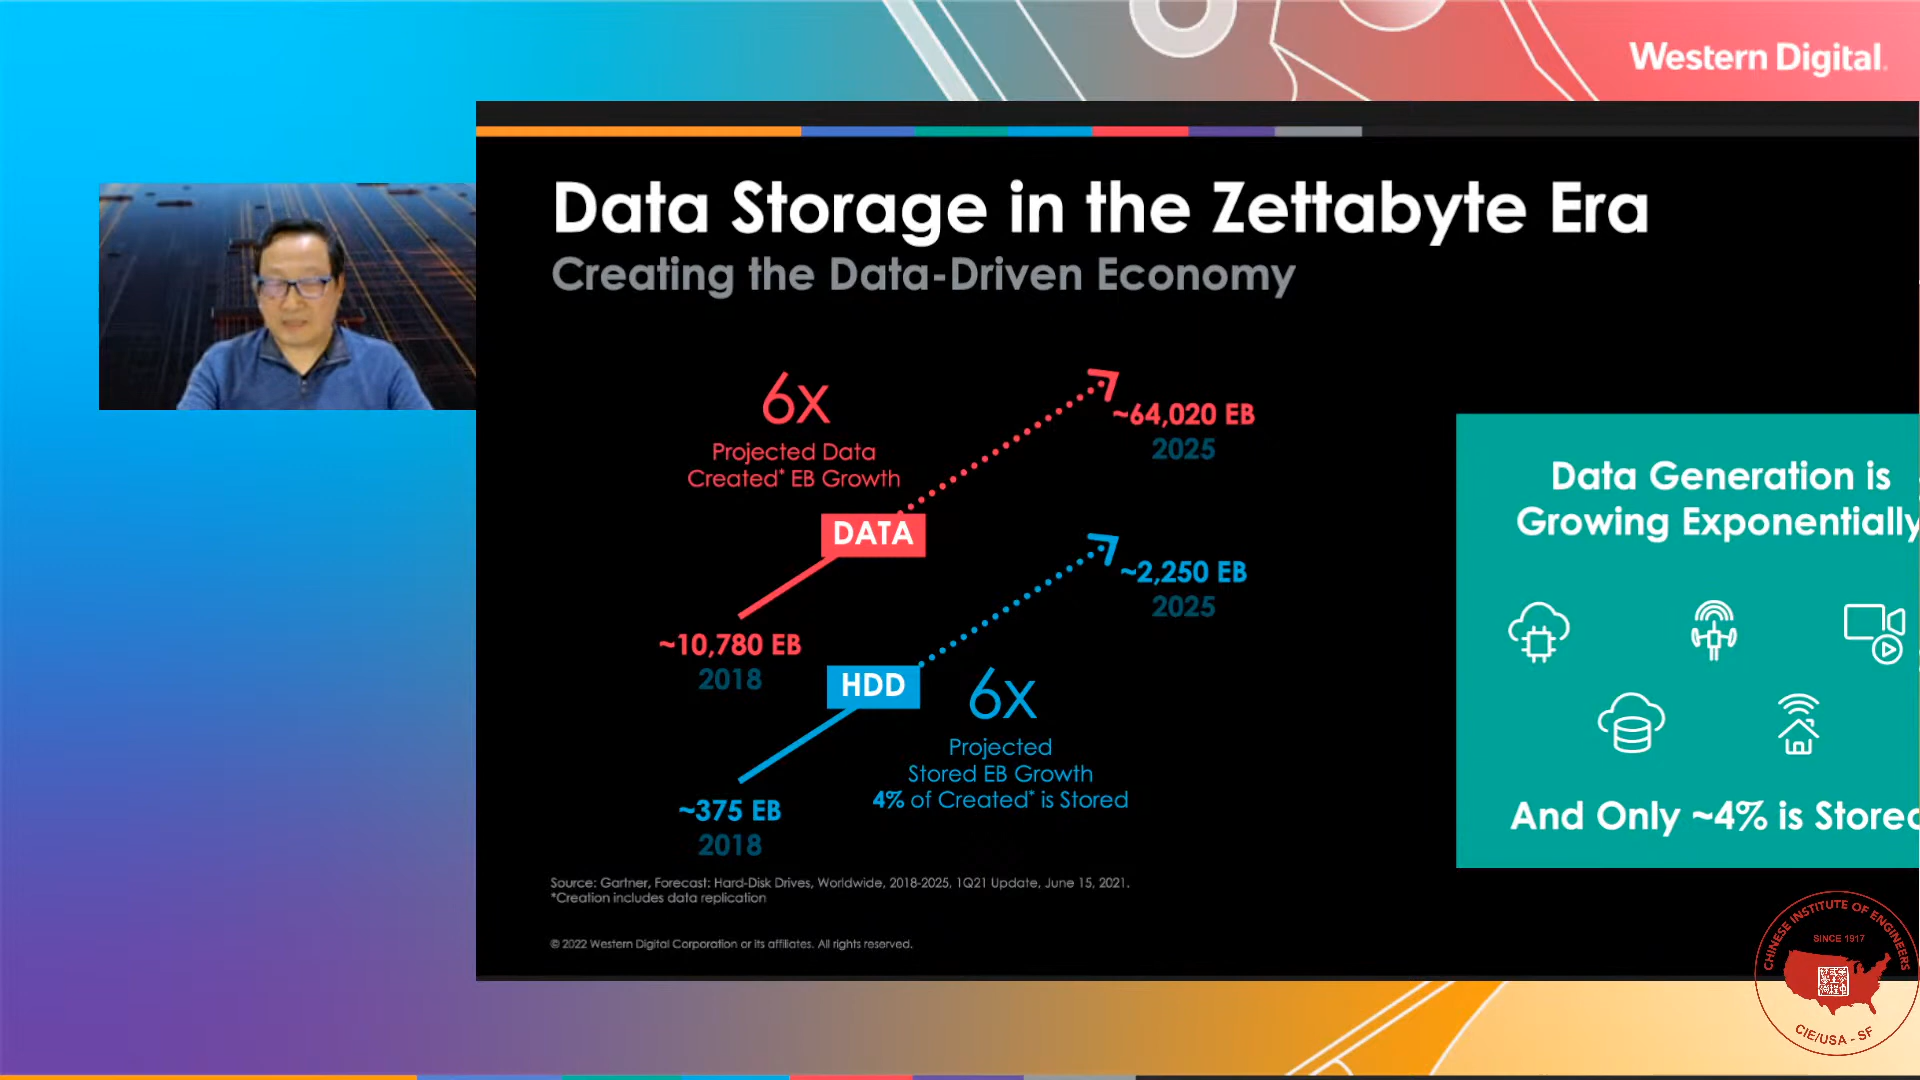 Western Digital.
Data Storage in the Zettabyte Era
Creating the Data-Driven Economy
6x
Projected Data
Created* EB Growth
~64,020 EB
2025
DATA
~10,780 EB
2018
~2,250 EB
2025
HDD
6x
Projected
Stored EB Growth
4% of Created* is Stored
~375 EB
2018
Data Generation is
Growing Exponentially
And Only ~4% is Stored
Source: Gartner, Forecast: Hard-Disk Drives, Worldwide, 2018-2025, 1Q21 Update, June 15, 2021.
*Creation includes data replication
© 2022 Western Digital Corporation or its affiliates. All rights reserved.
CHINESE INSTITUTE OF ENGINEERS
SINCE 1917
CIE/USA - SF